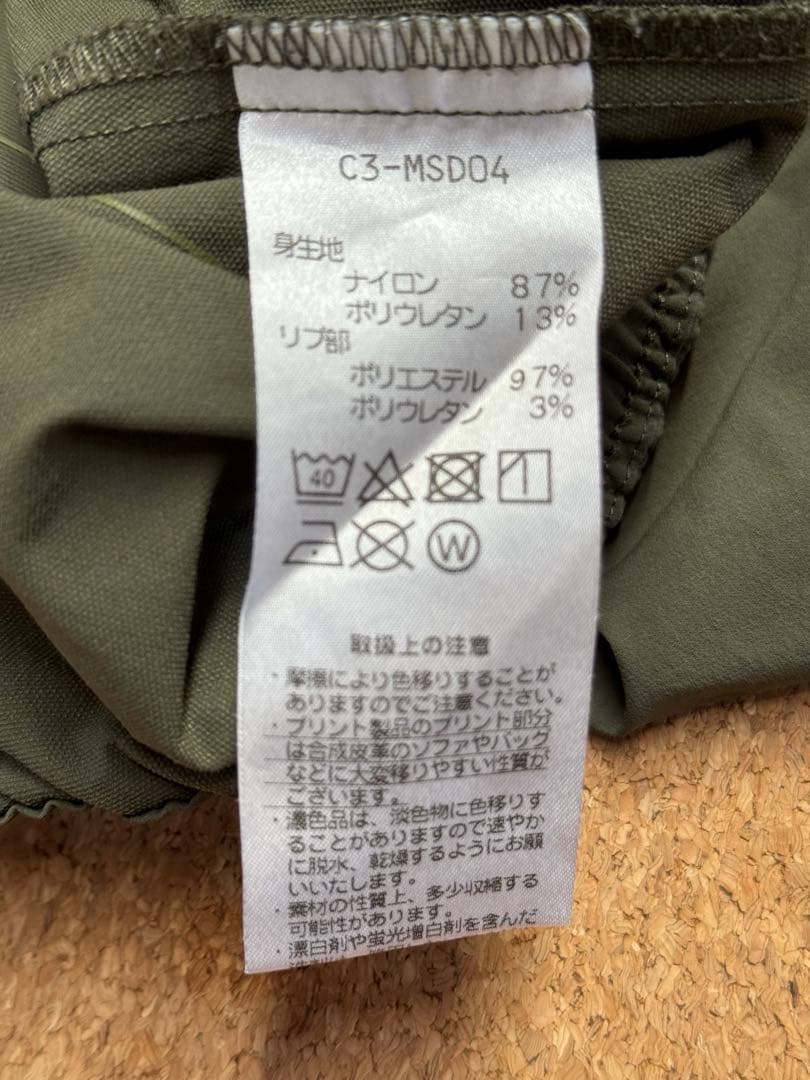 C3-MSD04
身生地
ナイロン 87%
ポリウレタン 13%
リブ部
ポリエステル 97%
ポリウレタン 3%
40
W
取扱上の注意
・摩擦により色移りすることが
ありますのでご注意ください。
・プリント製品のプリント部分
は合成皮革のソファやバッグ
などに大変移りやすい性質が
ございます。
・濃色品は、淡色物に色移りす
ることがありますので速やか
に脱水、乾燥するようにお願
いいたします。
・素材の性質上、多少収縮する
可能性があります。
・漂白剤や蛍光増白剤を含んだ